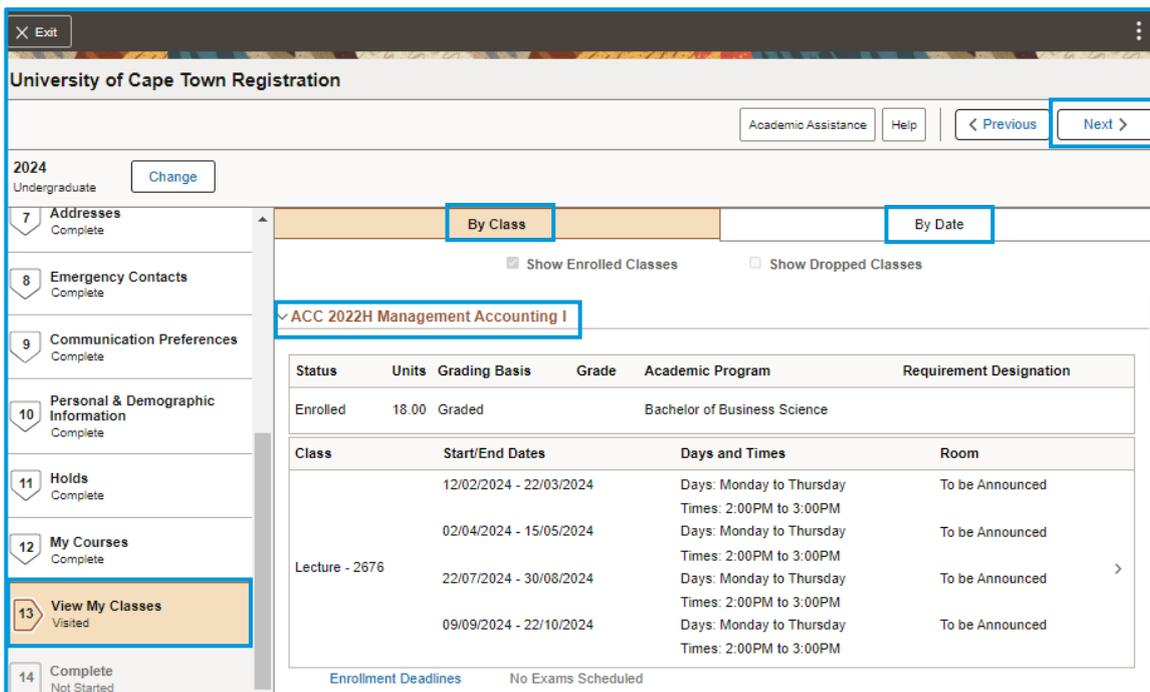 Exit
University of Cape Town Registration
Academic Assistance Help Previous Next
2024
Undergraduate
Change
7 Addresses
Complete
8 Emergency Contacts
Complete
9 Communication Preferences
Complete
10 Personal & Demographic
Information
Complete
11 Holds
Complete
12 My Courses
Complete
13 View My Classes
Visited
14 Complete
Not Started
By Class By Date
Show Enrolled Classes Show Dropped Classes
ACC 2022H Management Accounting I
Status Units Grading Basis Grade Academic Program Requirement Designation
Enrolled 18.00 Graded Bachelor of Business Science
Class Start/End Dates Days and Times Room
12/02/2024 - 22/03/2024 Days: Monday to Thursday To be Announced
Times: 2:00PM to 3:00PM
02/04/2024 - 15/05/2024 Days: Monday to Thursday To be Announced
Times: 2:00PM to 3:00PM
Lecture - 2676
22/07/2024 - 30/08/2024 Days: Monday to Thursday To be Announced
Times: 2:00PM to 3:00PM
09/09/2024 - 22/10/2024 Days: Monday to Thursday To be Announced
Times: 2:00PM to 3:00PM
Enrollment Deadlines No Exams Scheduled